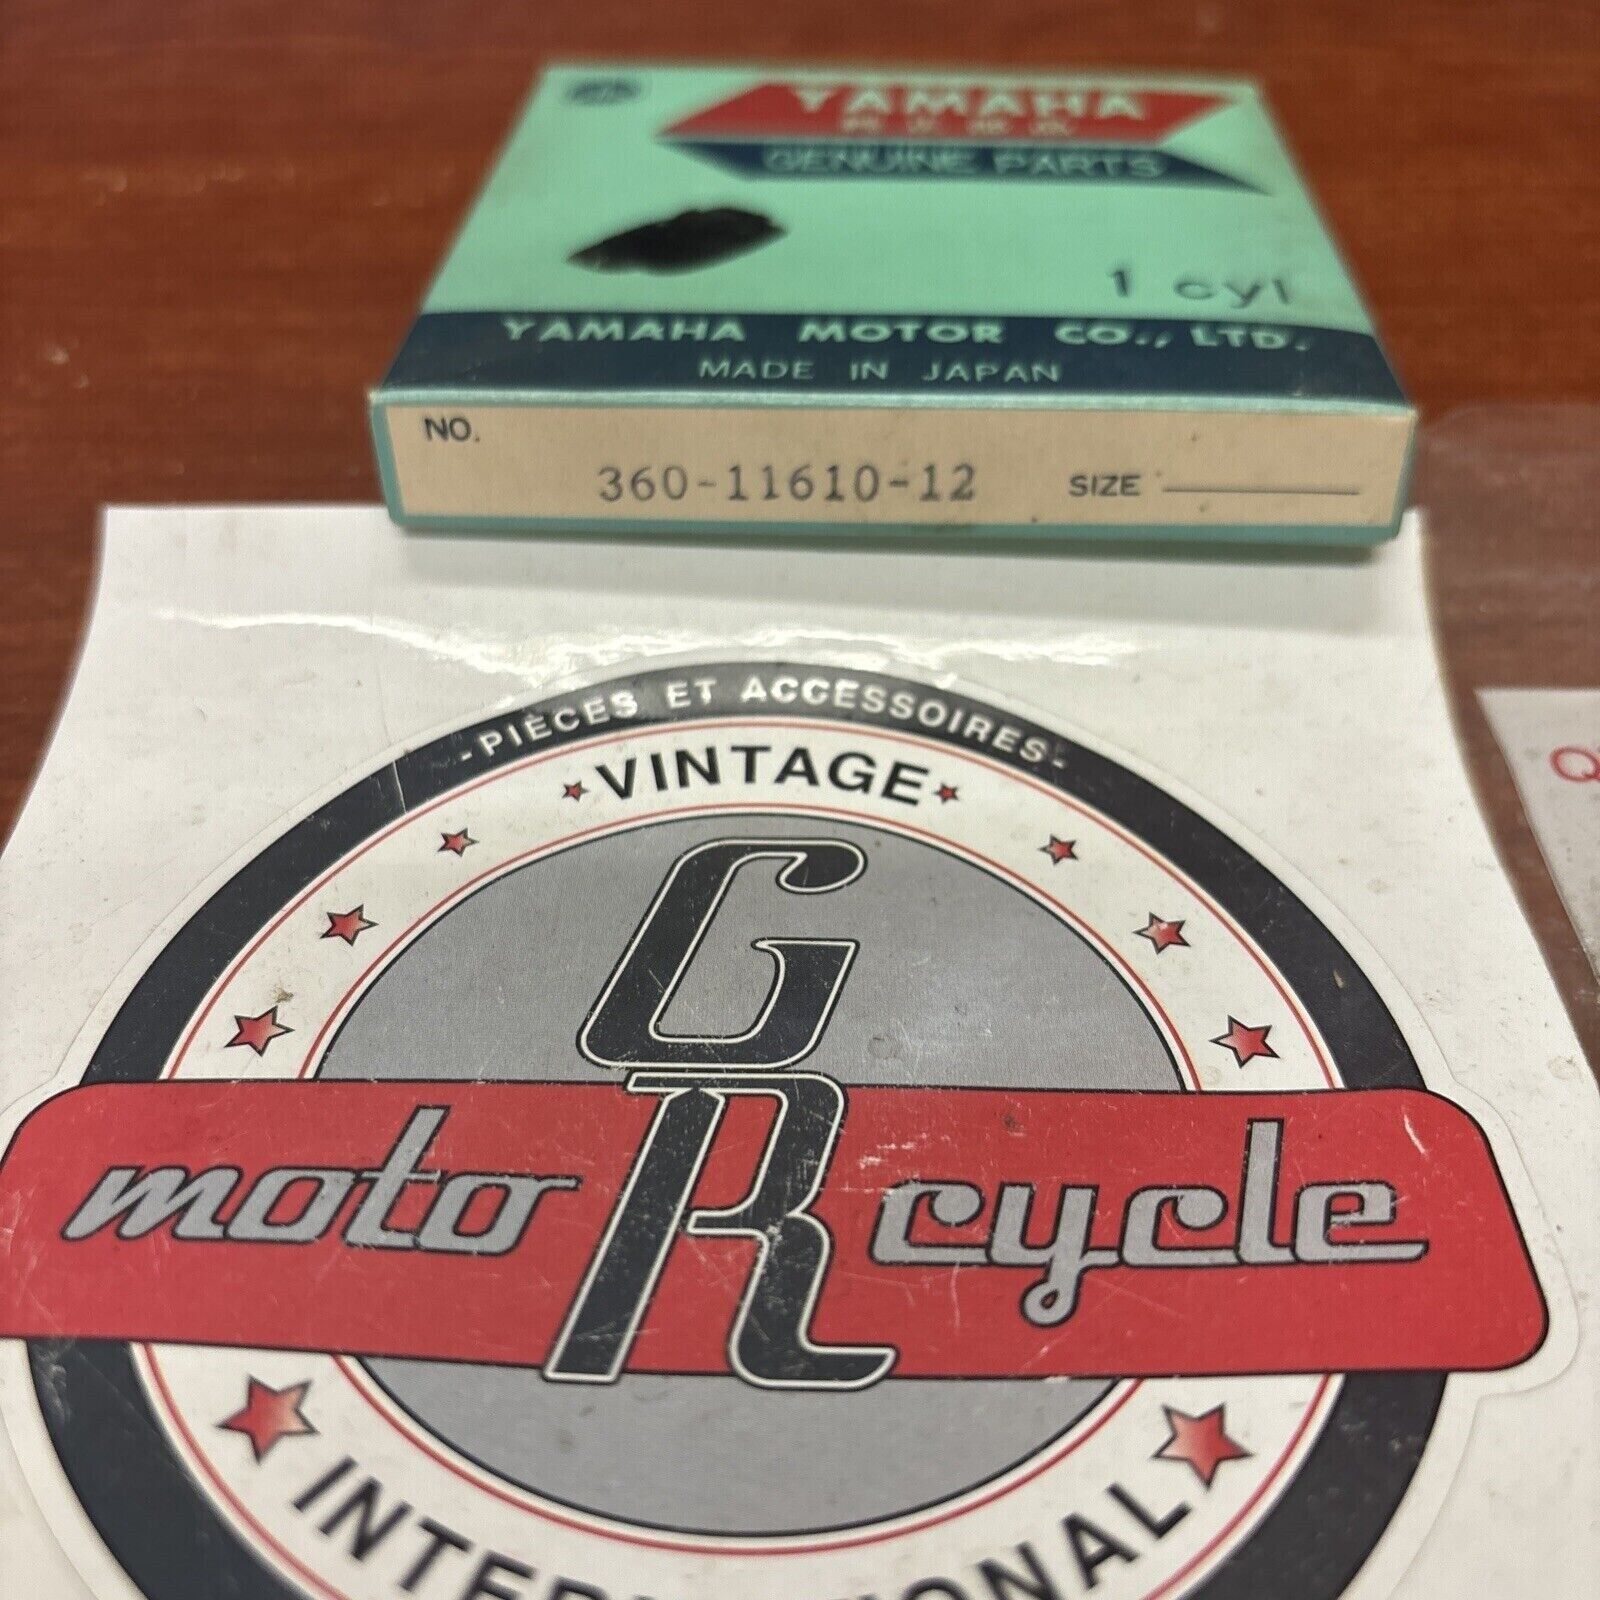 YAMAHA
GENUINE PARTS
1 cyl
YAMAHA MOTOR CO., LTD.
MADE IN JAPAN
NO.
360-11610-12
SIZE
- PIÈCES ET ACCESSOIRES -
VINTAGE
GR
moto cycle